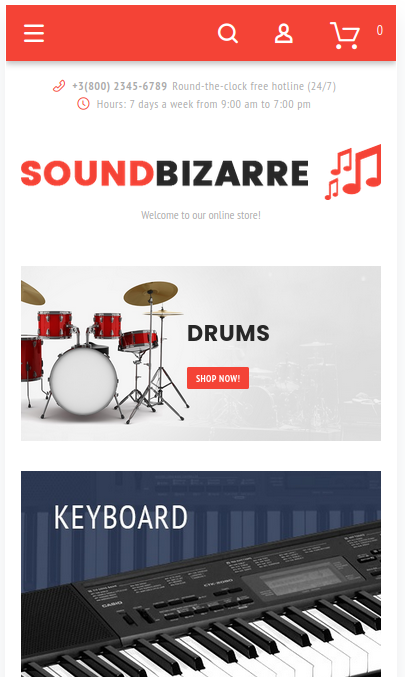 0
+3(800) 2345-6789 Round-the-clock free hotline (24/7)
Hours: 7 days a week from 9:00 am to 7:00 pm
SOUNDBIZARRE
Welcome to our online store!
DRUMS
SHOP NOW!
KEYBOARD
CASIO